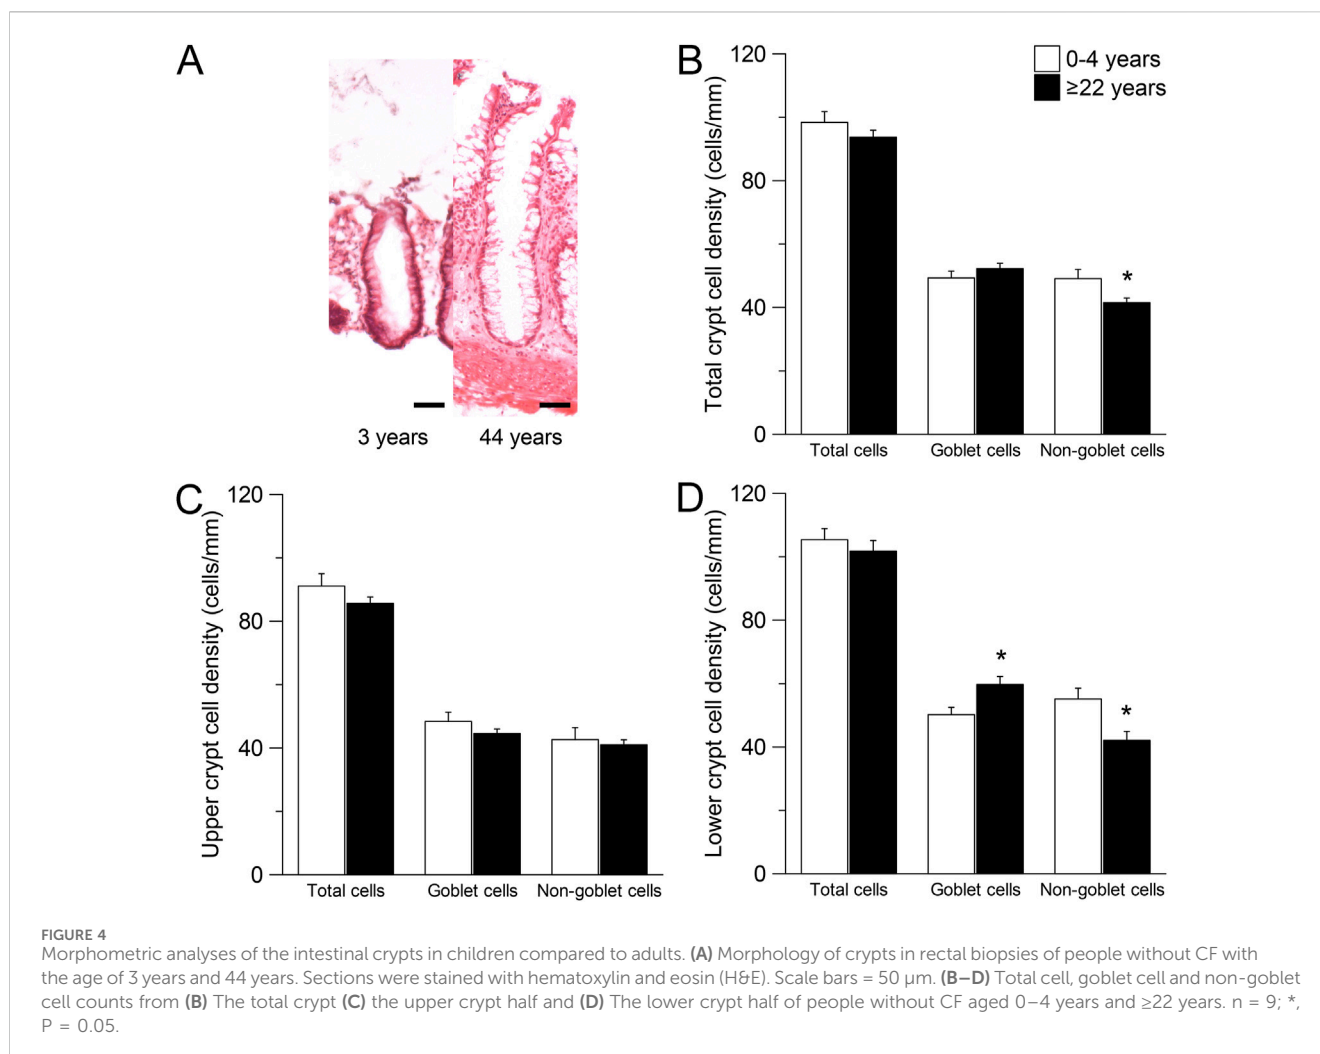 A
3 years
44 years
B
Total crypt cell density (cells/mm)
120
80
40
0
0-4 years
≥22 years
*
Total cells
Goblet cells
Non-goblet cells
C
Upper crypt cell density (cells/mm)
120
80
40
0
Total cells
Goblet cells
Non-goblet cells
D
Lower crypt cell density (cells/mm)
120
80
40
0
*
*
Total cells
Goblet cells
Non-goblet cells
FIGURE 4
Morphometric analyses of the intestinal crypts in children compared to adults. (A) Morphology of crypts in rectal biopsies of people without CF with
the age of 3 years and 44 years. Sections were stained with hematoxylin and eosin (H&E). Scale bars = 50 μm. (B–D) Total cell, goblet cell and non-goblet
cell counts from (B) The total crypt (C) the upper crypt half and (D) The lower crypt half of people without CF aged 0–4 years and ≥22 years. n = 9; *,
P = 0.05.